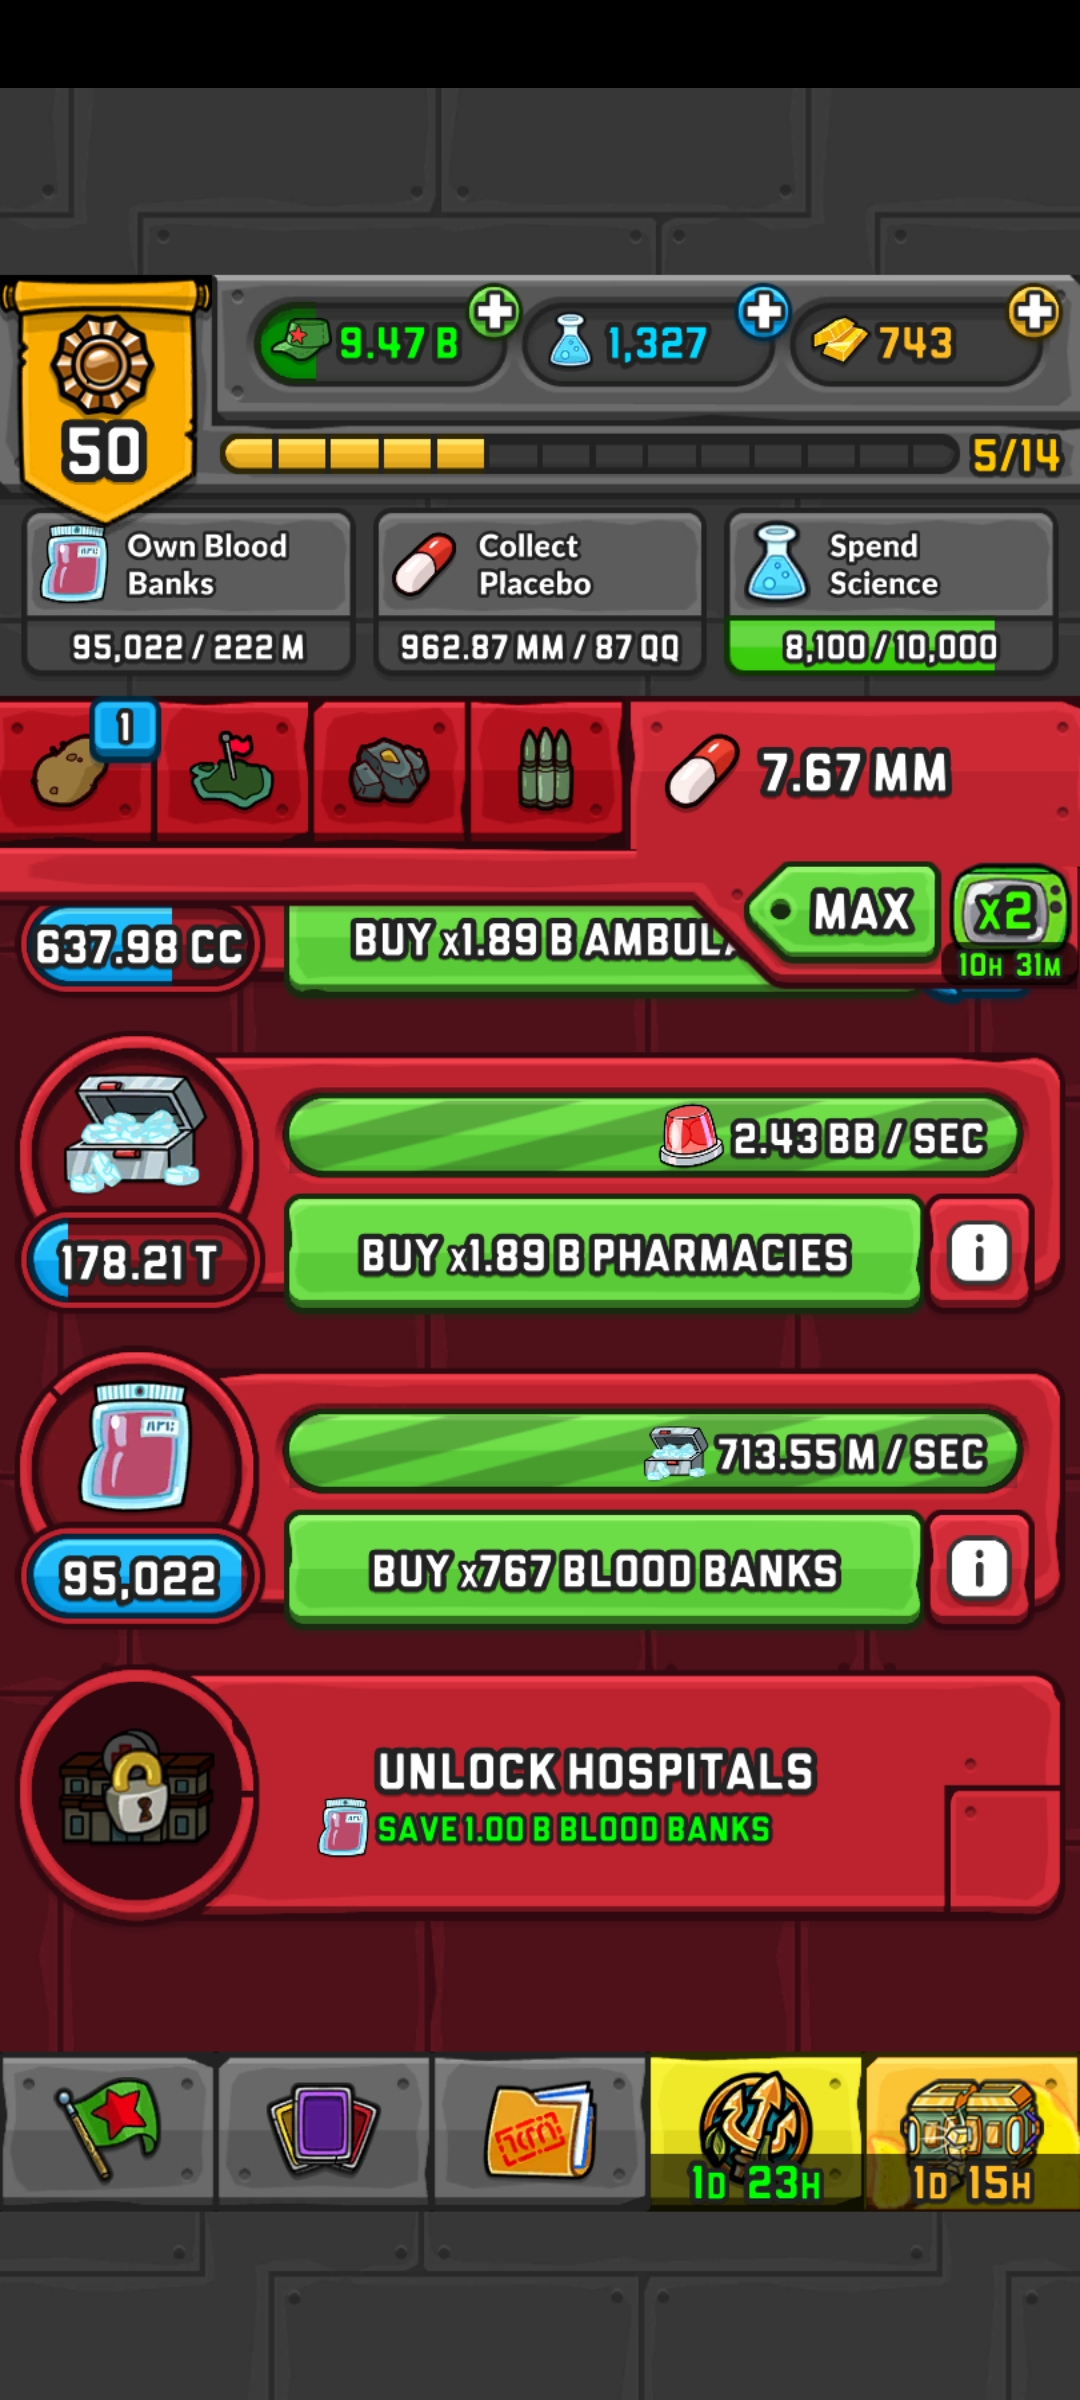 9.47 B
1,327
743
50
5/14
Own Blood
Banks
95,022 / 222 M
Collect
Placebo
962.87 MM / 87 QQ
Spend
Science
8,100 / 10,000
1
7.67 MM
MAX
x2
10H 31M
637.98 CC
BUY x1.89 B
2.43 BB / SEC
178.21 T
BUY x1.89 B PHARMACIES
i
713.55 M / SEC
95,022
BUY x767 BLOOD BANKS
i
UNLOCK HOSPITALS
SAVE 1.00 B BLOOD BANKS
1D 23H
1D 15H